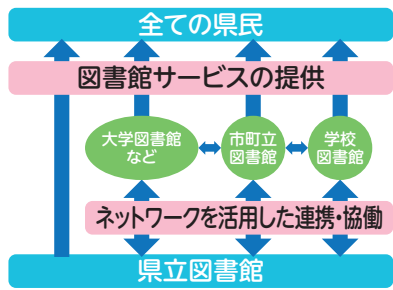 全ての県民
図書館サービスの提供
大学図書館
など
市町立
図書館
学校
図書館
ネットワークを活用した連携・協働
県立図書館